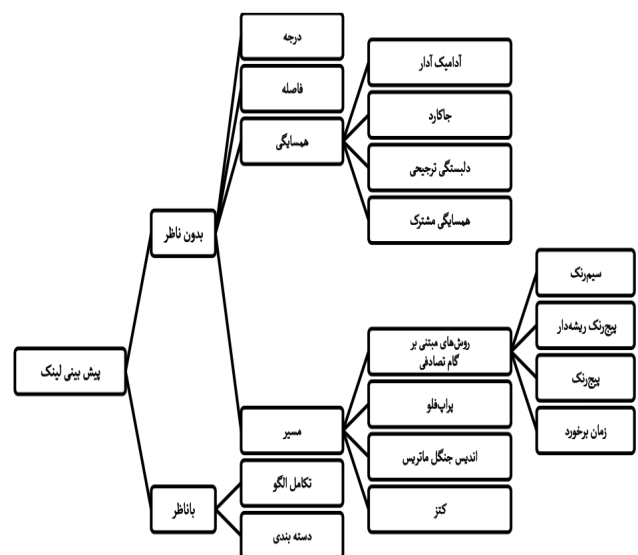 پیش بینی لینک
بدون ناظر
درجه
فاصله
همسایگی
آدامیک آدار
جاکارد
دلبستگی ترجیحی
همسایگی مشترک
مسیر
روش‌های مبتنی بر
گام تصادفی
سیم‌رنک
پیج‌رنک ریشه‌دار
پیج‌رنک
زمان برخورد
پراپ‌فلو
اندیس جنگل ماتریس
کتز
باناظر
تکامل الگو
دسته بندی